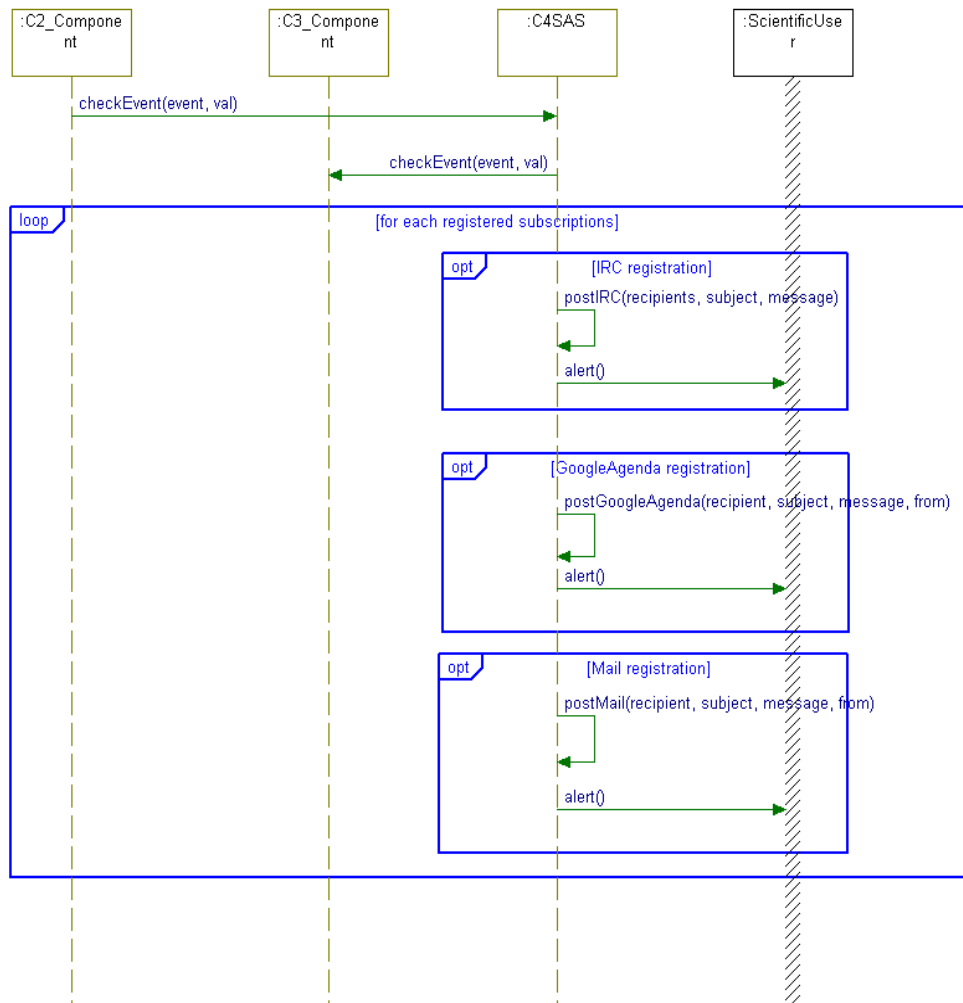 :C2_Compone
nt
:C3_Compone
nt
:C4SAS
:ScientificUse
r
checkEvent(event, val)
checkEvent(event, val)
loop
[for each registered subscriptions]
opt
[IRC registration]
postIRC(recipients, subject, message)
alert()
opt
[GoogleAgenda registration]
postGoogleAgenda(recipient, subject, message, from)
alert()
opt
[Mail registration]
postMail(recipient, subject, message, from)
alert()